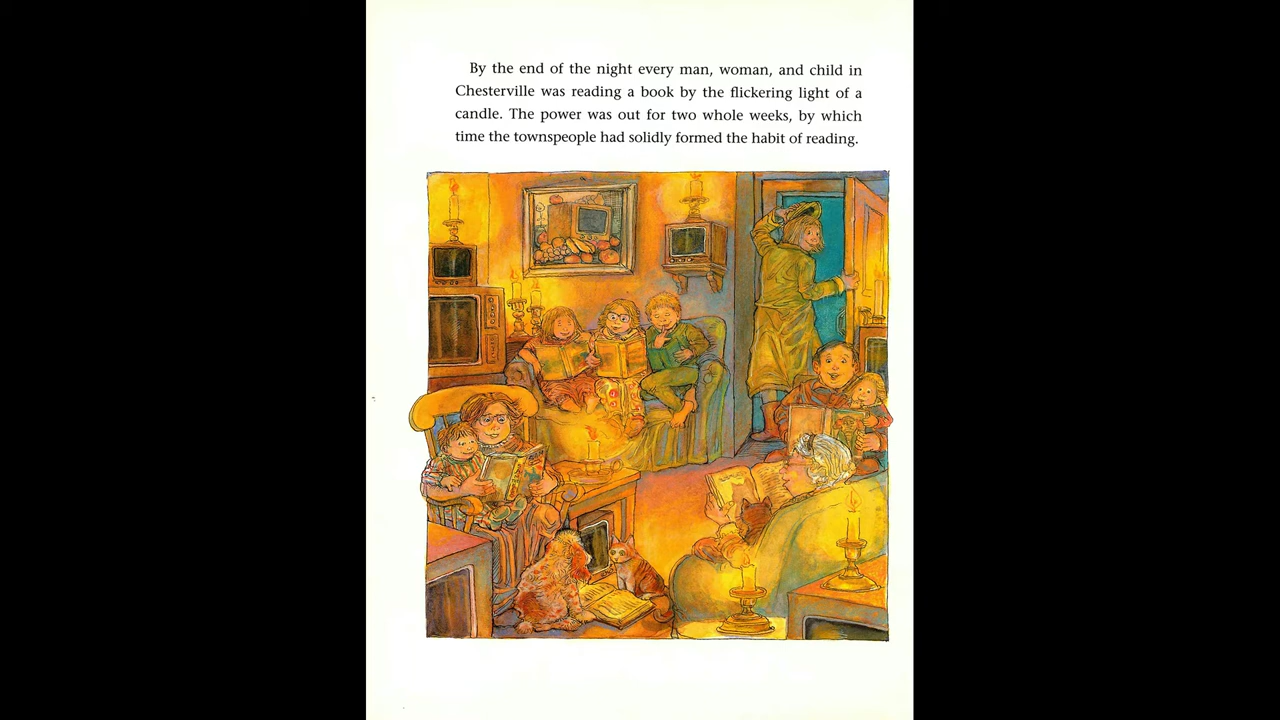 By the end of the night every man, woman, and child in
Chesterville was reading a book by the flickering light of a
candle. The power was out for two whole weeks, by which
time the townspeople had solidly formed the habit of reading.